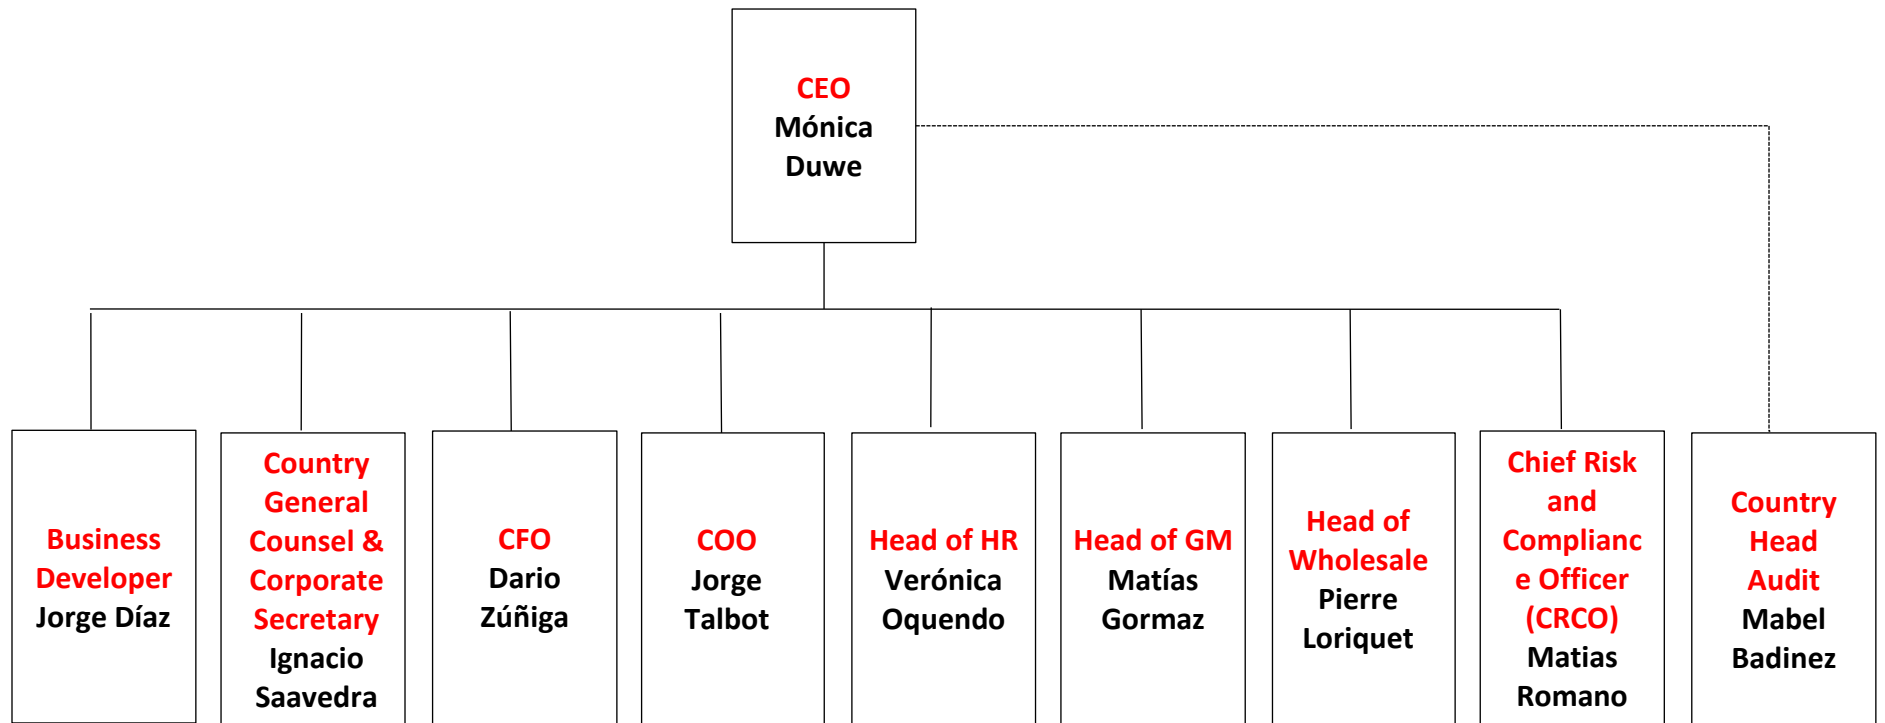 CEO
Mónica
Duwe
Business
Developer
Jorge Díaz
Country
General
Counsel &
Corporate
Secretary
Ignacio
Saavedra
CFO
Dario
Zúñiga
COO
Jorge
Talbot
Head of HR
Verónica
Oquendo
Head of GM
Matías
Gormaz
Head of
Wholesale
Pierre
Loriquet
Chief Risk
and
Complianc
e Officer
(CRCO)
Matias
Romano
Country
Head
Audit
Mabel
Badinez